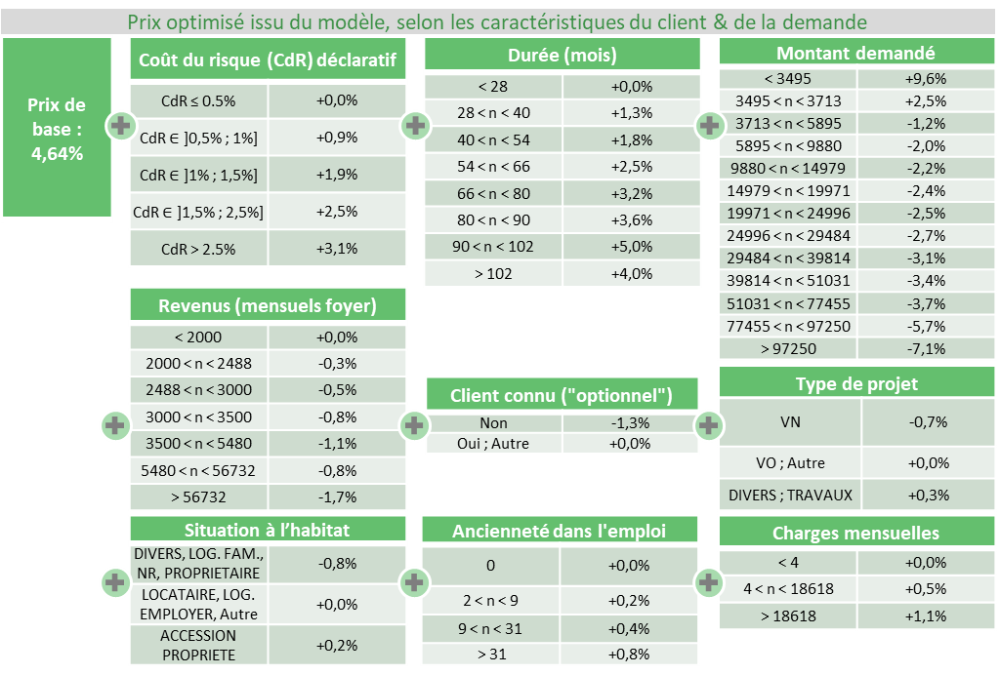 Prix optimisé issu du modèle, selon les caractéristiques du client & de la demande
Prix de
base :
4,64%
Coût du risque (CdR) déclaratif
CdR ≤ 0.5% +0,0%
CdR ∈ ]0,5% ; 1%] +0,9%
CdR ∈ ]1% ; 1,5%] +1,9%
CdR ∈ ]1,5% ; 2,5%] +2,5%
CdR > 2.5% +3,1%
Durée (mois)
< 28 +0,0%
28 < n < 40 +1,3%
40 < n < 54 +1,8%
54 < n < 66 +2,5%
66 < n < 80 +3,2%
80 < n < 90 +3,6%
90 < n < 102 +5,0%
> 102 +4,0%
Montant demandé
< 3495 +9,6%
3495 < n < 3713 +2,5%
3713 < n < 5895 -1,2%
5895 < n < 9880 -2,0%
9880 < n < 14979 -2,2%
14979 < n < 19971 -2,4%
19971 < n < 24996 -2,5%
24996 < n < 29484 -2,7%
29484 < n < 39814 -3,1%
39814 < n < 51031 -3,4%
51031 < n < 77455 -3,7%
77455 < n < 97250 -5,7%
> 97250 -7,1%
Revenus (mensuels foyer)
< 2000 +0,0%
2000 < n < 2488 -0,3%
2488 < n < 3000 -0,5%
3000 < n < 3500 -0,8%
3500 < n < 5480 -1,1%
5480 < n < 56732 -0,8%
> 56732 -1,7%
Client connu ("optionnel")
Non -1,3%
Oui ; Autre +0,0%
Type de projet
VN -0,7%
VO ; Autre +0,0%
DIVERS ; TRAVAUX +0,3%
Situation à l’habitat
DIVERS, LOG. FAM.,
NR, PROPRIETAIRE -0,8%
LOCATAIRE, LOG.
EMPLOYER, Autre +0,0%
ACCESSION
PROPRIETE +0,2%
Ancienneté dans l'emploi
0 +0,0%
2 < n < 9 +0,2%
9 < n < 31 +0,4%
> 31 +0,8%
Charges mensuelles
< 4 +0,0%
4 < n < 18618 +0,5%
> 18618 +1,1%